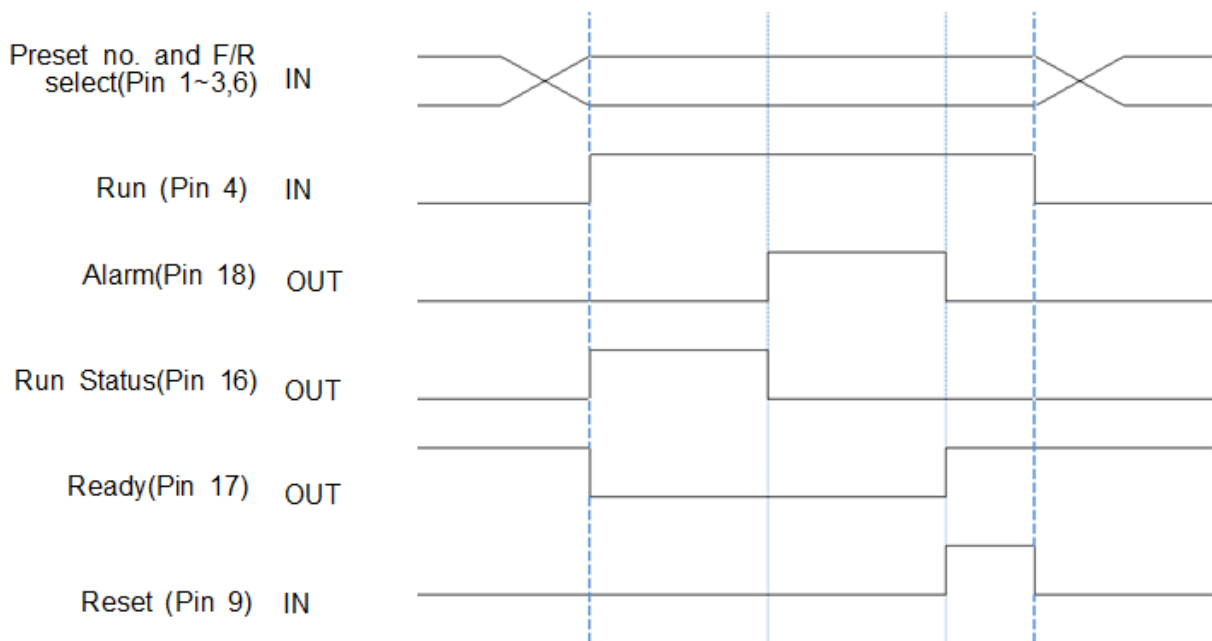 Preset no. and F/R
select(Pin 1~3,6) IN
Run (Pin 4) IN
Alarm(Pin 18) OUT
Run Status(Pin 16) OUT
Ready(Pin 17) OUT
Reset (Pin 9) IN